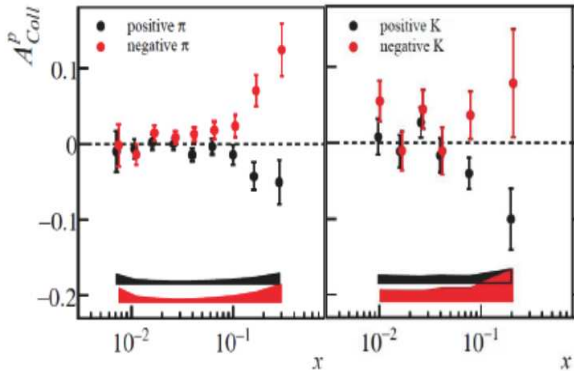 A^p_Coll
positive π
negative π
positive K
negative K
0.1
0
−0.1
−0.2
10⁻² 10⁻¹ x
10⁻² 10⁻¹ x